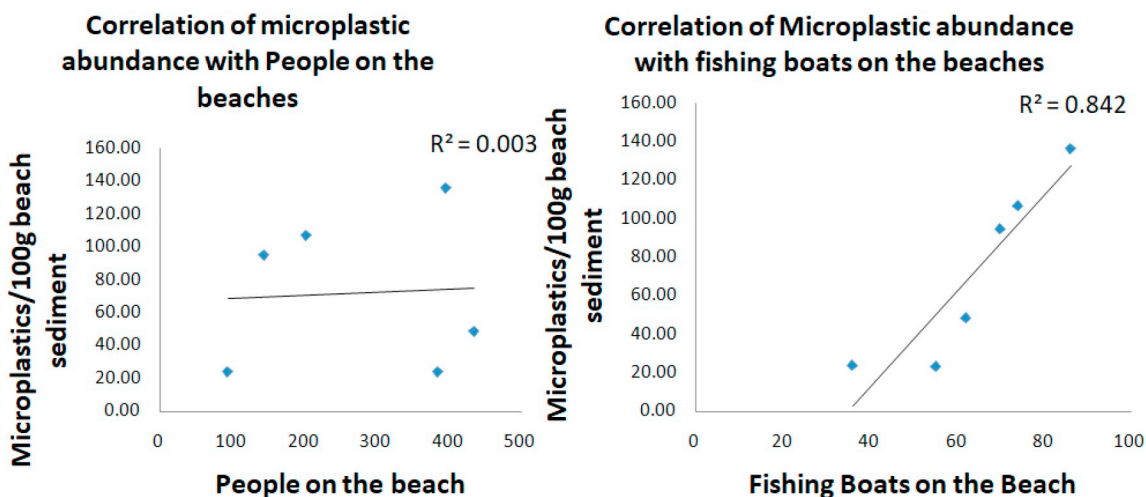 Correlation of microplastic
abundance with People on the
beaches
R² = 0.003
Microplastics/100g beach
sediment
160.00
140.00
120.00
100.00
80.00
60.00
40.00
20.00
0.00
0 100 200 300 400 500
People on the beach
Correlation of Microplastic abundance
with fishing boats on the beaches
R² = 0.842
Microplastics/100g beach
sediment
160.00
140.00
120.00
100.00
80.00
60.00
40.00
20.00
0.00
0 20 40 60 80 100
Fishing Boats on the Beach